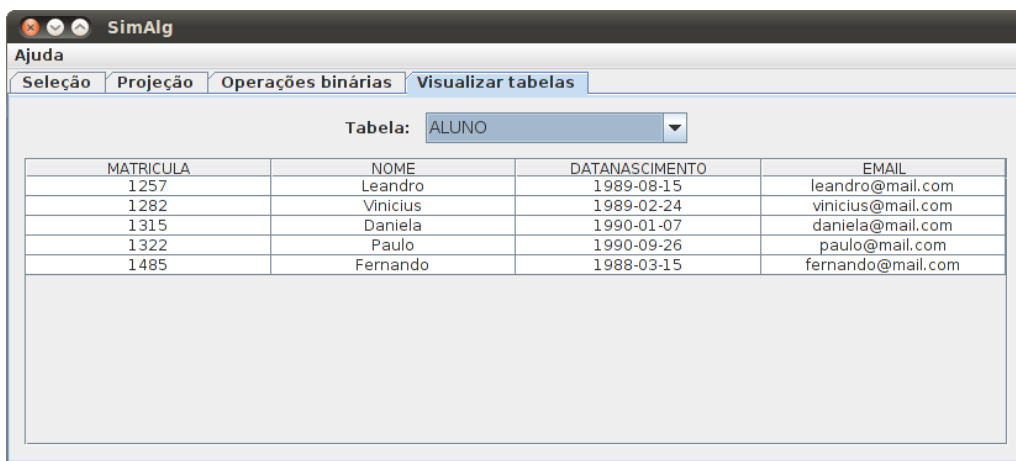 SimAlg
Ajuda
Seleção Projeção Operações binárias Visualizar tabelas
Tabela: ALUNO
MATRICULA NOME DATANASCIMENTO EMAIL
1257 Leandro 1989-08-15 leandro@mail.com
1282 Vinicius 1989-02-24 vinicius@mail.com
1315 Daniela 1990-01-07 daniela@mail.com
1322 Paulo 1990-09-26 paulo@mail.com
1485 Fernando 1988-03-15 fernando@mail.com